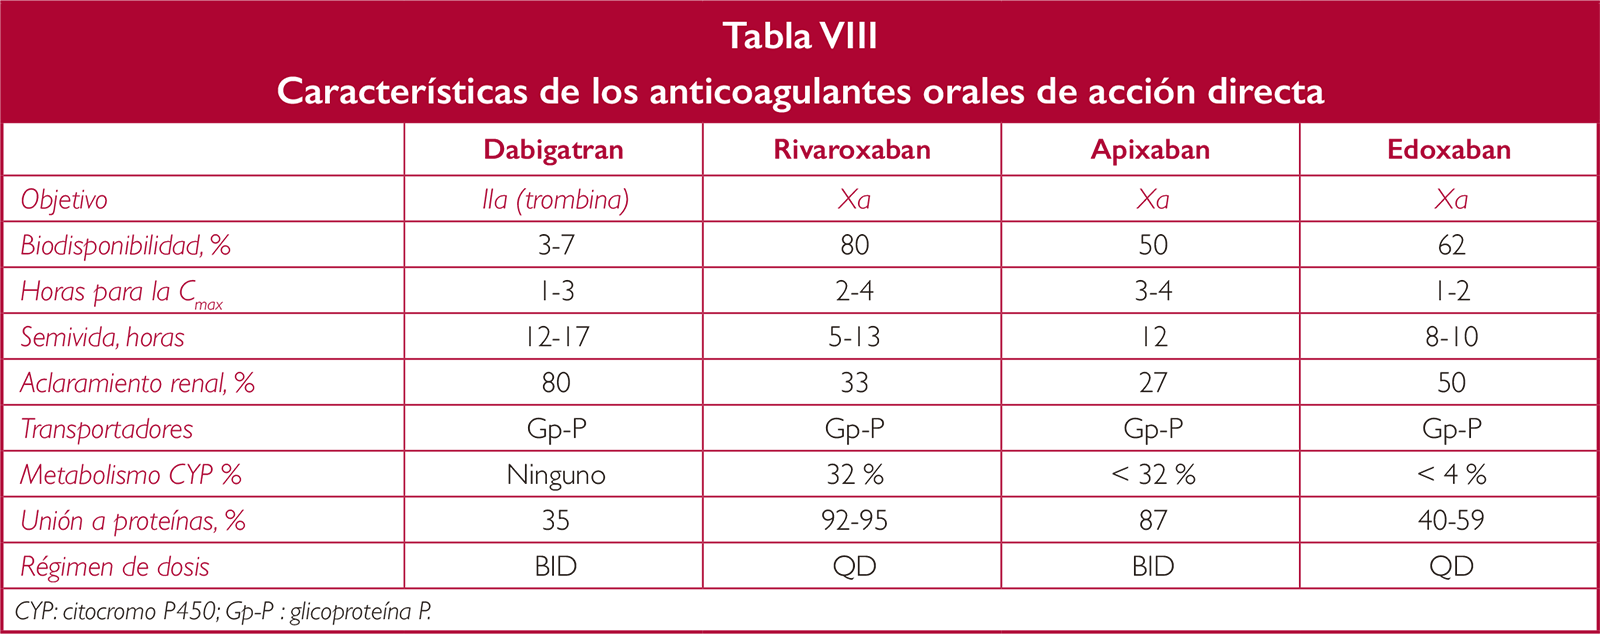 Tabla VIII
Características de los anticoagulantes orales de acción directa
Dabigatran Rivaroxaban Apixaban Edoxaban
Objetivo IIa (trombina) Xa Xa Xa
Biodisponibilidad, % 3-7 80 50 62
Horas para la Cmax 1-3 2-4 3-4 1-2
Semivida, horas 12-17 5-13 12 8-10
Aclaramiento renal, % 80 33 27 50
Transportadores Gp-P Gp-P Gp-P Gp-P
Metabolismo CYP % Ninguno 32 % < 32 % < 4 %
Unión a proteínas, % 35 92-95 87 40-59
Régimen de dosis BID QD BID QD
CYP: citocromo P450; Gp-P : glicoproteína P.